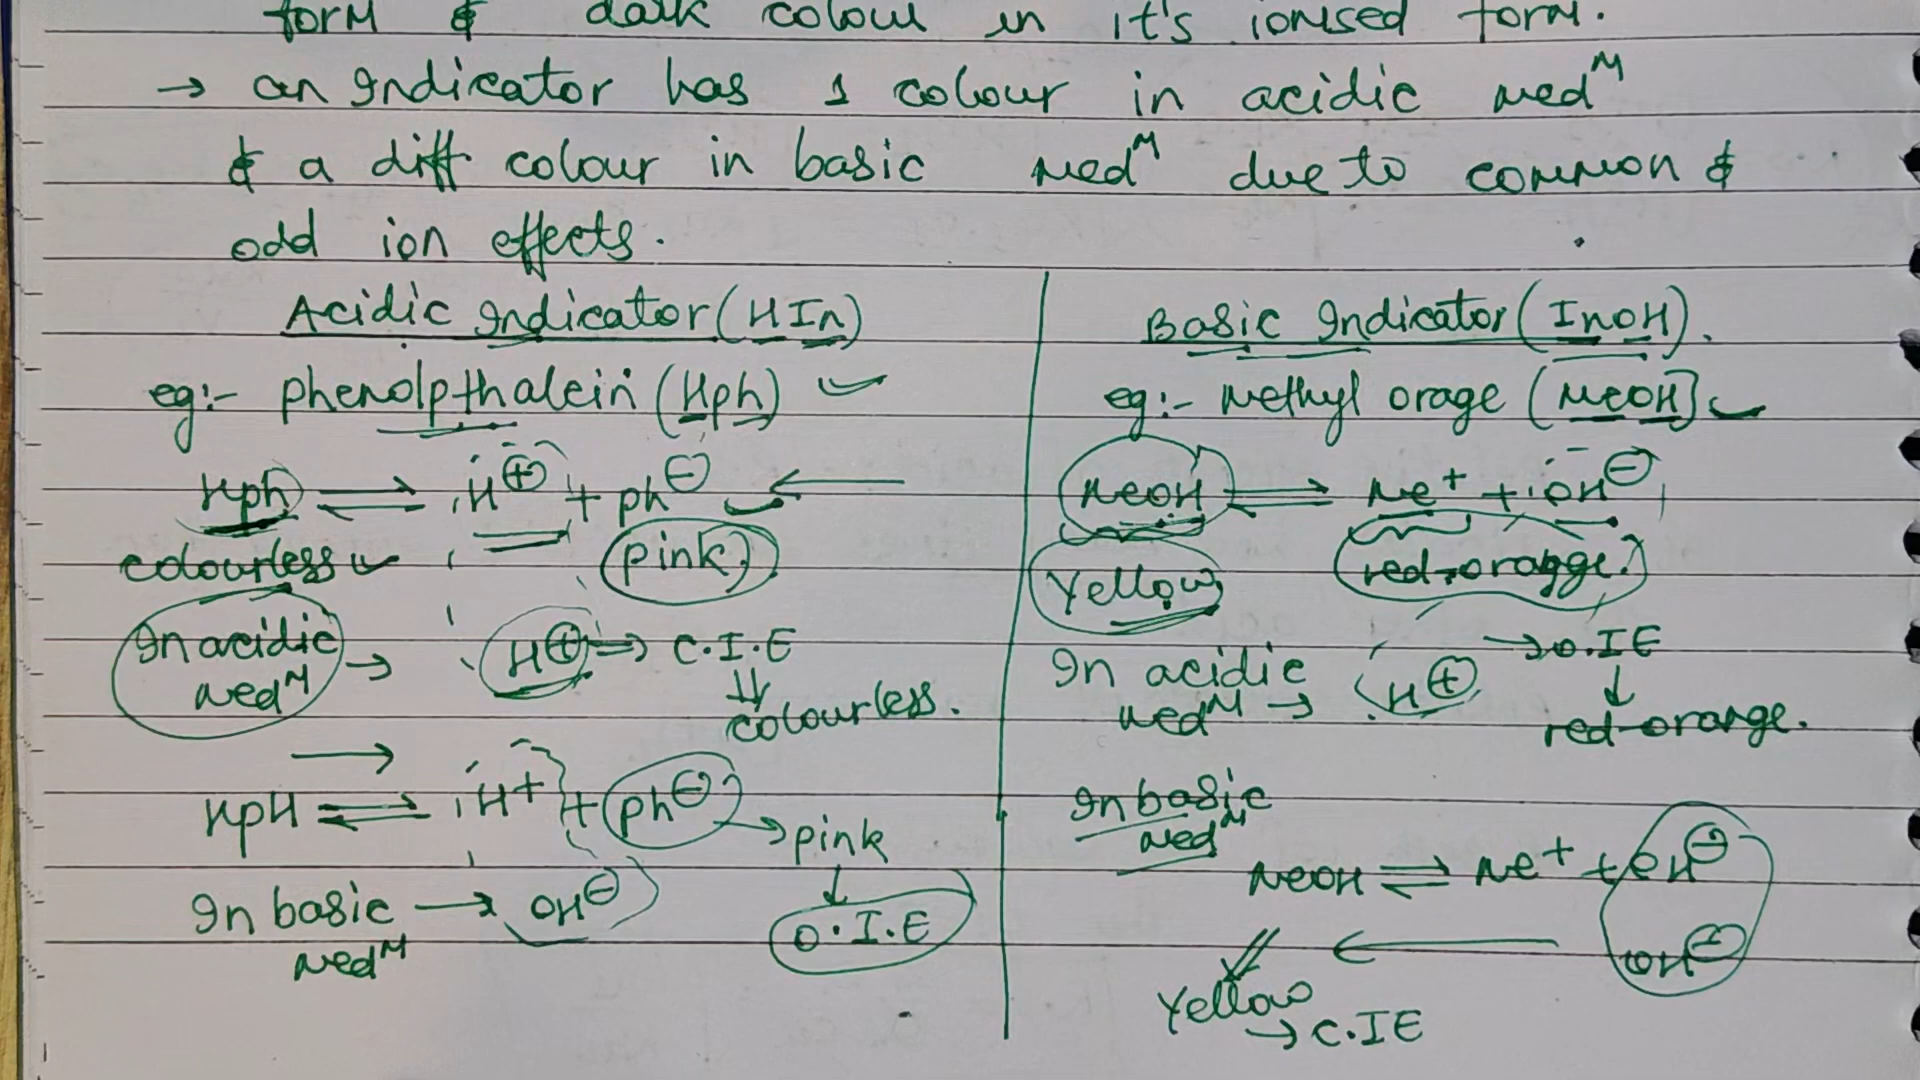 form & dark colour in it's ionised form.
→ an Indicator has 1 colour in acidic medᴹ
& a diff colour in basic medᴹ due to common &
odd ion effects.
Acidic Indicator (HIn)
eg:- phenolpthalein (Hph)
Hph ⇌ H⊕ + ph⊖ ←
colourless pink
In acidic medᴹ → H⊕ ⇒ C.I.E
⇓
colourless.
→
HpH ⇌ H+ + ph⊖ → pink
↓
In basic medᴹ → OH⊖ O.I.E
Basic Indicator (InOH).
eg:- Methyl orage (MeOH)
MeOH ⇌ Me+ + OH⊖
Yellow red-orange.
In acidic medᴹ → H⊕ → O.IE
↓
red-orange.
In basic medᴹ
MeOH ⇌ Me+ + OH⊖
← OH⊖
Yellow
→ C.IE